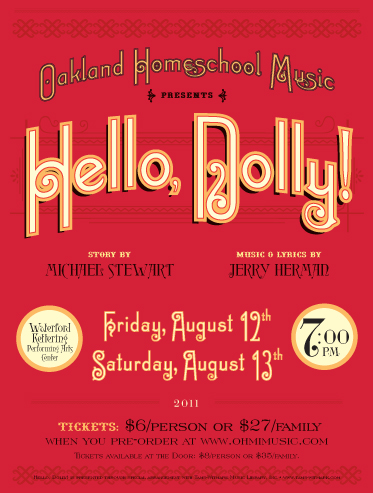 Oakland Homeschool Music
PRESENTS
Hello, Dolly!
STORY BY
MICHAEL STEWART
MUSIC & LYRICS BY
JERRY HERMAN
Waterford
Kettering
Performing Arts
Center
Friday, August 12th
Saturday, August 13th
7:00
PM
2011
TICKETS: $6/PERSON OR $27/FAMILY
WHEN YOU PRE-ORDER AT WWW.OHMIMUSIC.COM
TICKETS AVAILABLE AT THE DOOR: $8/PERSON OR $35/FAMILY.